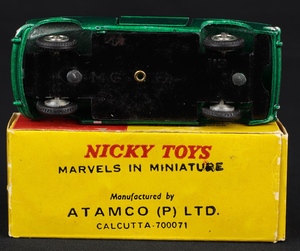 NICKY TOYS
MARVELS IN MINIATURE
Manufactured by
ATAMCO (P) LTD.
CALCUTTA-700071